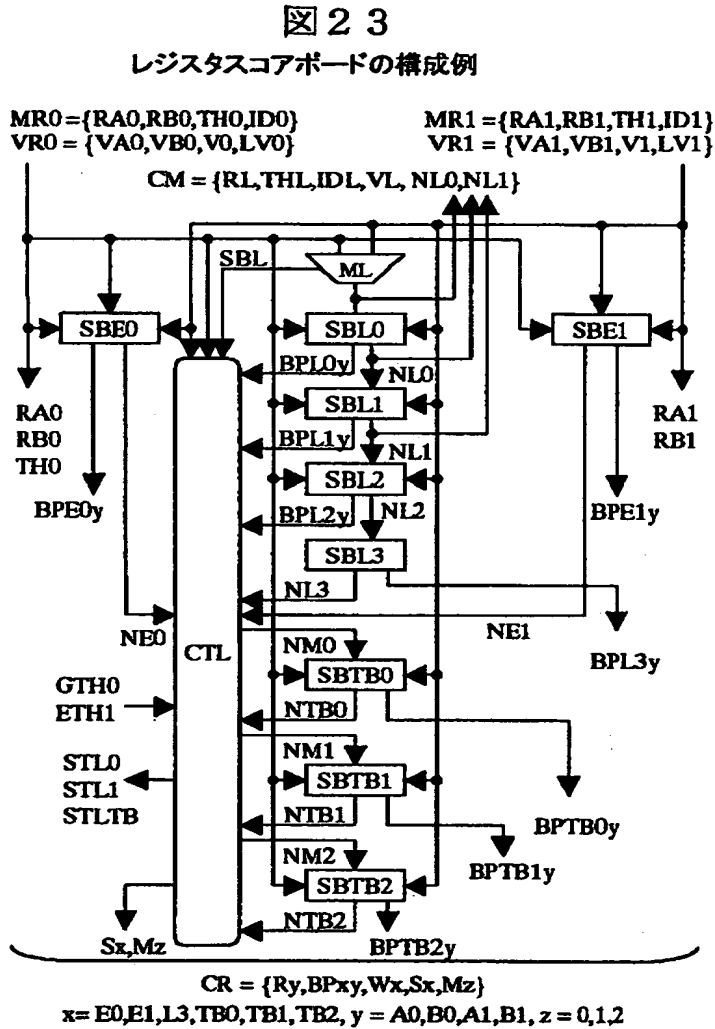 図２３
レジスタスコアボードの構成例
MR0 ={RA0,RB0,TH0,ID0}
VR0 = {VA0,VB0,V0,LV0}
MR1 ={RA1,RB1,TH1,ID1}
VR1 = {VA1,VB1,V1,LV1}
CM = {RL,THL,IDL,VL, NL0,NL1}
SBL
ML
SBE0
SBL0
SBE1
BPL0y
NL0
RA0
RB0
TH0
SBL1
RA1
RB1
BPL1y
NL1
BPE0y
SBL2
BPE1y
BPL2y
NL2
SBL3
NL3
NE0
CTL
NE1
NM0
BPL3y
SBTB0
GTH0
ETH1
NTB0
NM1
STL0
STL1
STLTB
SBTB1
NTB1
BPTB0y
NM2
BPTB1y
SBTB2
NTB2
Sx,Mz
BPTB2y
CR = {Ry,BPxy,Wx,Sx,Mz}
x= E0,E1,L3,TB0,TB1,TB2, y = A0,B0,A1,B1, z = 0,1,2